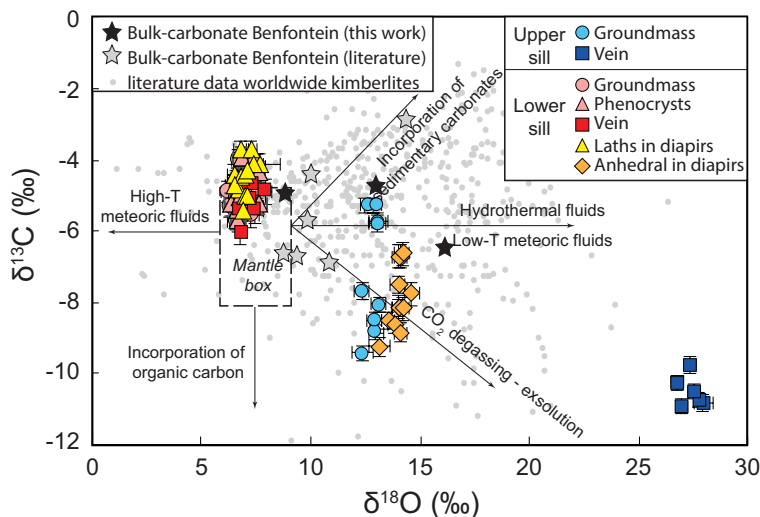 0
-2
-4
-6
-8
-10
-12
δ¹³C (‰)
0
5
10
15
20
25
30
δ¹⁸O (‰)
Bulk-carbonate Benfontein (this work)
Bulk-carbonate Benfontein (literature)
literature data worldwide kimberlites
Upper sill
Groundmass
Vein
Lower sill
Groundmass
Phenocrysts
Vein
Laths in diapirs
Anhedral in diapirs
Incorporation of
sedimentary carbonates
High-T
meteoric fluids
Hydrothermal fluids
Low-T meteoric fluids
Mantle
box
Incorporation of
organic carbon
CO₂ degassing - exsolution